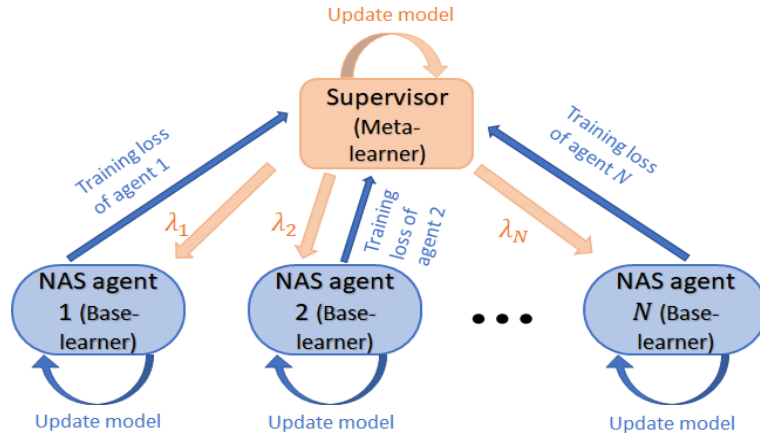 Update model
Supervisor
(Meta-
learner)
Training loss
of agent 1
λ₁
λ₂
Training
loss of
agent 2
λ_N
Training loss
of agent N
NAS agent
1 (Base-
learner)
NAS agent
2 (Base-
learner)
•••
NAS agent
N (Base-
learner)
Update model
Update model
Update model